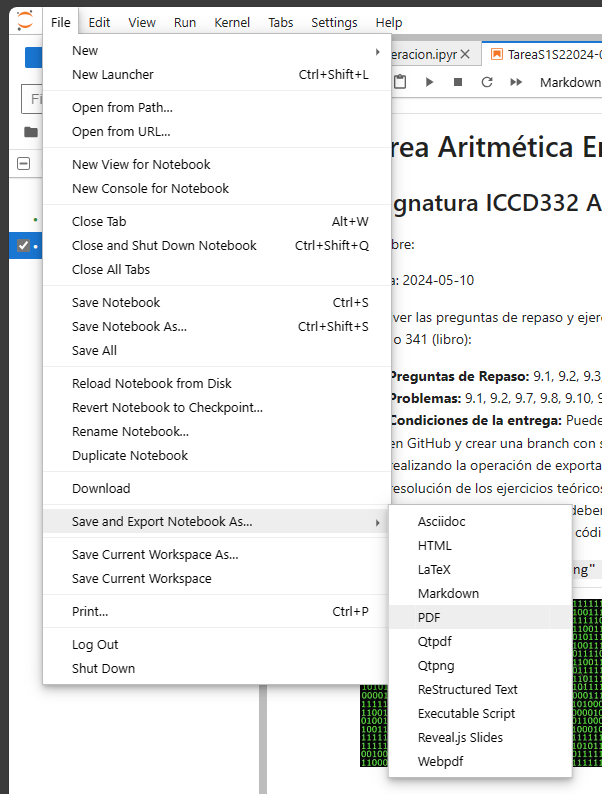 File Edit View Run Kernel Tabs Settings Help
New
New Launcher Ctrl+Shift+L
Open from Path...
Open from URL...
New View for Notebook
New Console for Notebook
Close Tab Alt+W
Close and Shut Down Notebook Ctrl+Shift+Q
Close All Tabs
Save Notebook Ctrl+S
Save Notebook As... Ctrl+Shift+S
Save All
Reload Notebook from Disk
Revert Notebook to Checkpoint...
Rename Notebook...
Duplicate Notebook
Download
Save and Export Notebook As...
Save Current Workspace As...
Save Current Workspace
Print... Ctrl+P
Log Out
Shut Down
Asciidoc
HTML
LaTeX
Markdown
PDF
Qtpdf
Qtpng
ReStructured Text
Executable Script
Reveal.js Slides
Webpdf
Fi
eracion.ipyr TareaS1S22024-0
Markdown
rea Aritmética En
gnatura ICCD332 A
bre:
a: 2024-05-10
ver las preguntas de repaso y ejerc
o 341 (libro):
Preguntas de Repaso: 9.1, 9.2, 9.3,
Problemas: 9.1, 9.2, 9.7, 9.8, 9.10, 9
Condiciones de la entrega: Puede
en GitHub y crear una branch con s
realizando la operación de exporta
resolución de los ejercicios teóricos
deber
códi
ng"